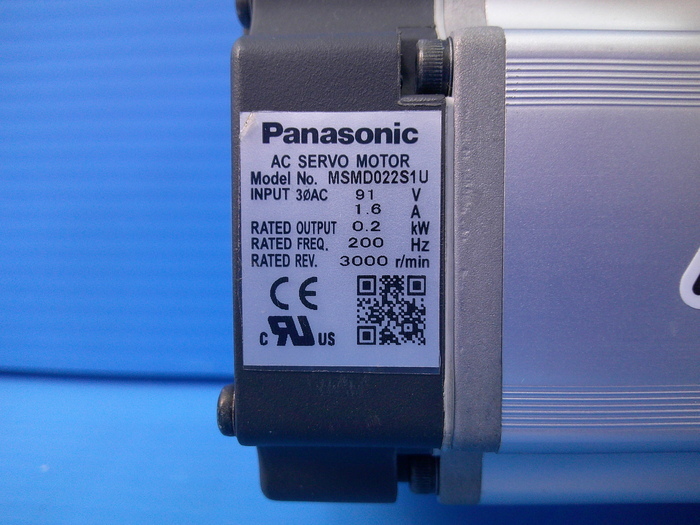 Panasonic
AC SERVO MOTOR
Model No. MSMD022S1U
INPUT 3ØAC 91 V
1.6 A
RATED OUTPUT 0.2 kW
RATED FREQ. 200 Hz
RATED REV. 3000 r/min
CE
c RU US